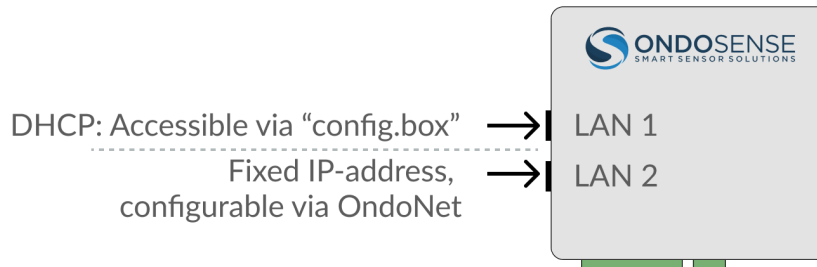 ONDOSENSE
SMART SENSOR SOLUTIONS
DHCP: Accessible via “config.box”
LAN 1
Fixed IP-address,
configurable via OndoNet
LAN 2